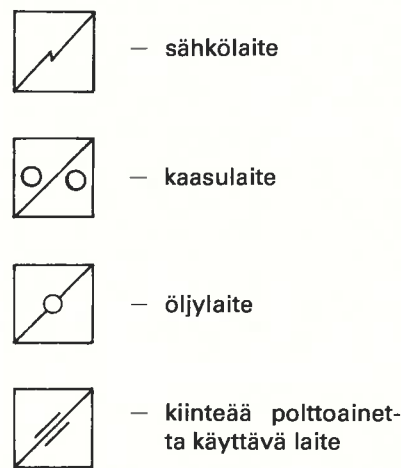 — sähkölaite
— kaasulaite
— öljylaite
— kiinteää polttoainet-
ta käyttävä laite